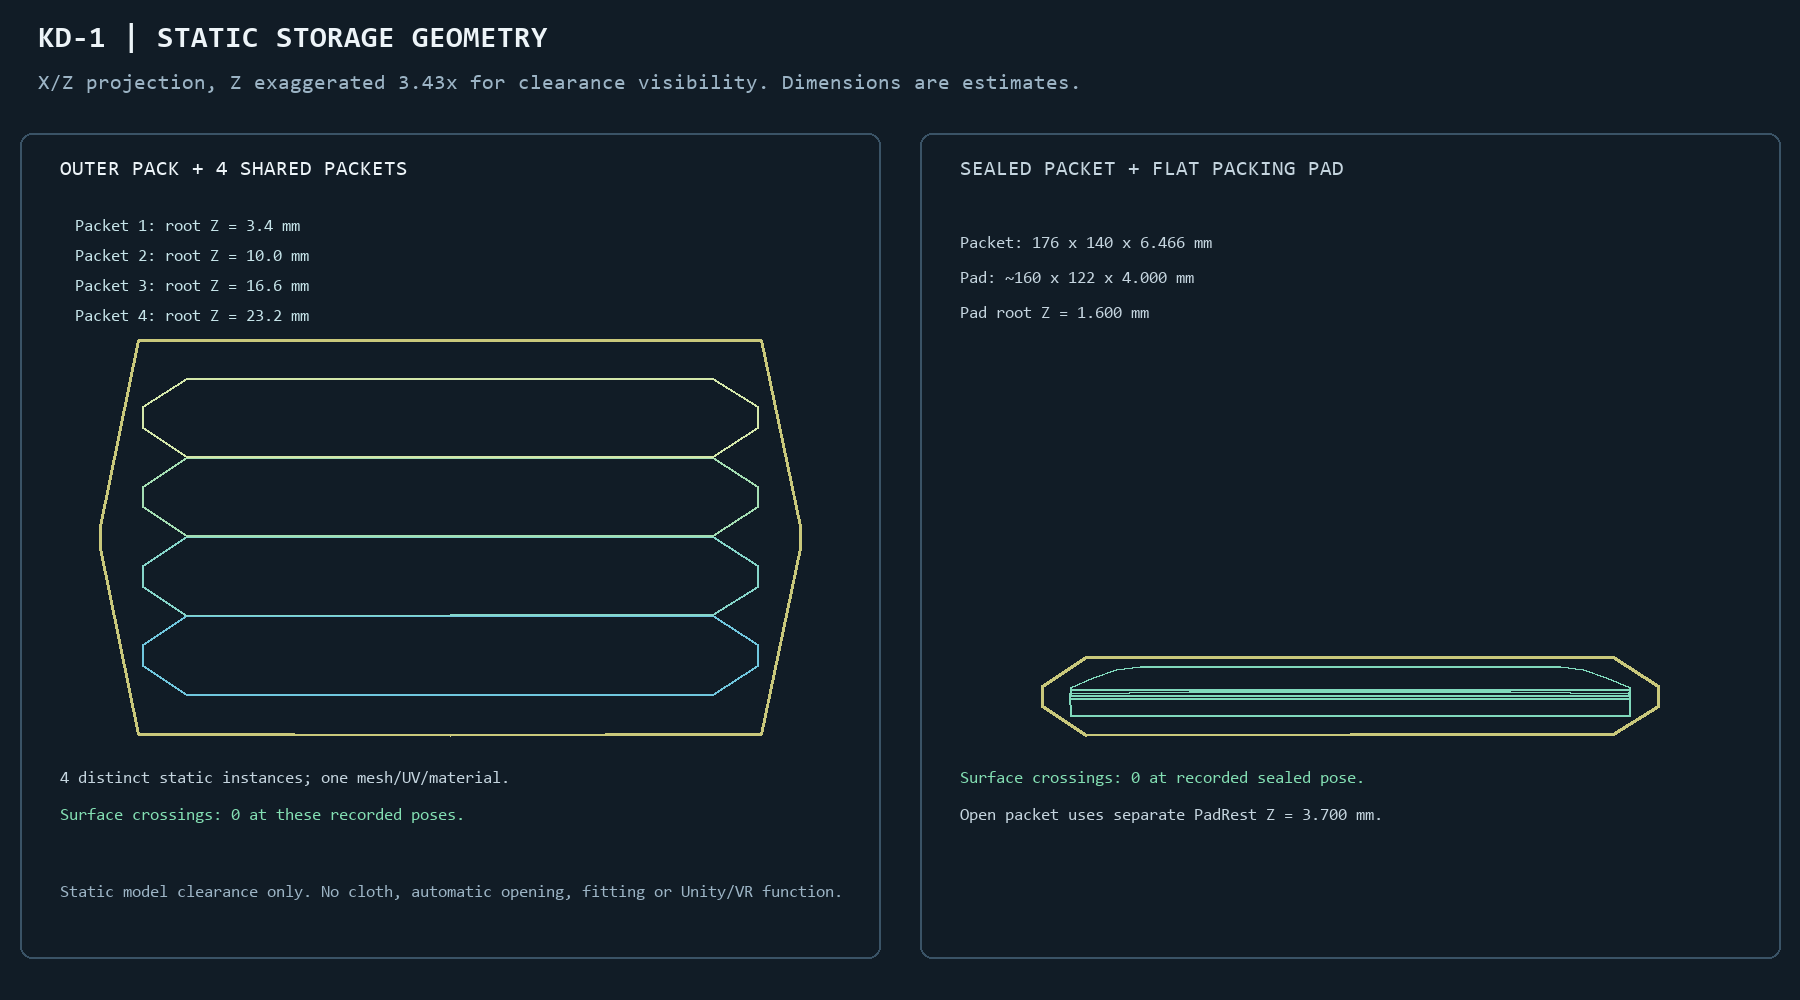 KD-1 | STATIC STORAGE GEOMETRY
X/Z projection, Z exaggerated 3.43x for clearance visibility. Dimensions are estimates.
OUTER PACK + 4 SHARED PACKETS
Packet 1: root Z = 3.4 mm
Packet 2: root Z = 10.0 mm
Packet 3: root Z = 16.6 mm
Packet 4: root Z = 23.2 mm
4 distinct static instances; one mesh/UV/material.
Surface crossings: 0 at these recorded poses.
Static model clearance only. No cloth, automatic opening, fitting or Unity/VR function.
SEALED PACKET + FLAT PACKING PAD
Packet: 176 x 140 x 6.466 mm
Pad: ~160 x 122 x 4.000 mm
Pad root Z = 1.600 mm
Surface crossings: 0 at recorded sealed pose.
Open packet uses separate PadRest Z = 3.700 mm.